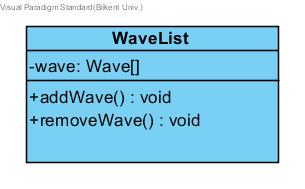 Visual Paradigm Standard(Bilkent Univ.)
WaveList
-wave: Wave[]
+addWave() : void
+removeWave() : void